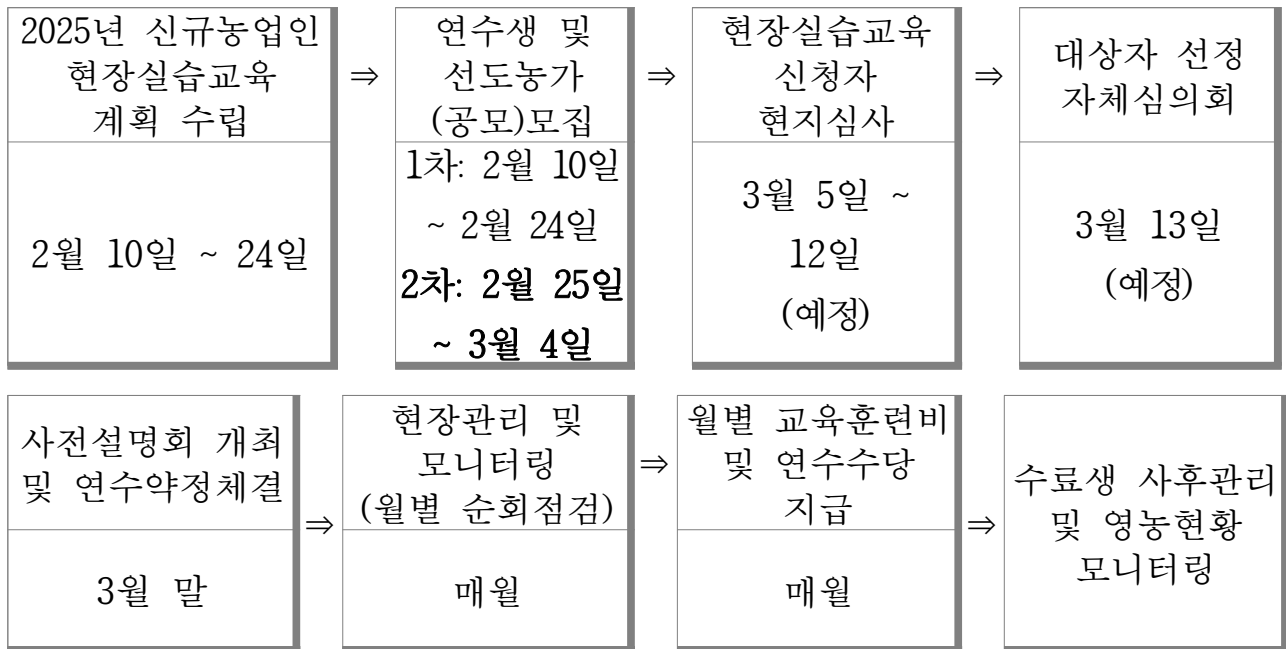 2025년 신규농업인
현장실습교육
계획 수립
2월 10일 ~ 24일
⇒
연수생 및
선도농가
(공모)모집
1차: 2월 10일
~ 2월 24일
2차: 2월 25일
~ 3월 4일
⇒
현장실습교육
신청자
현지심사
3월 5일 ~
12일
(예정)
⇒
대상자 선정
자체심의회
3월 13일
(예정)
사전설명회 개최
및 연수약정체결
3월 말
⇒
현장관리 및
모니터링
(월별 순회점검)
매월
⇒
월별 교육훈련비
및 연수수당
지급
매월
⇒
수료생 사후관리
및 영농현황
모니터링